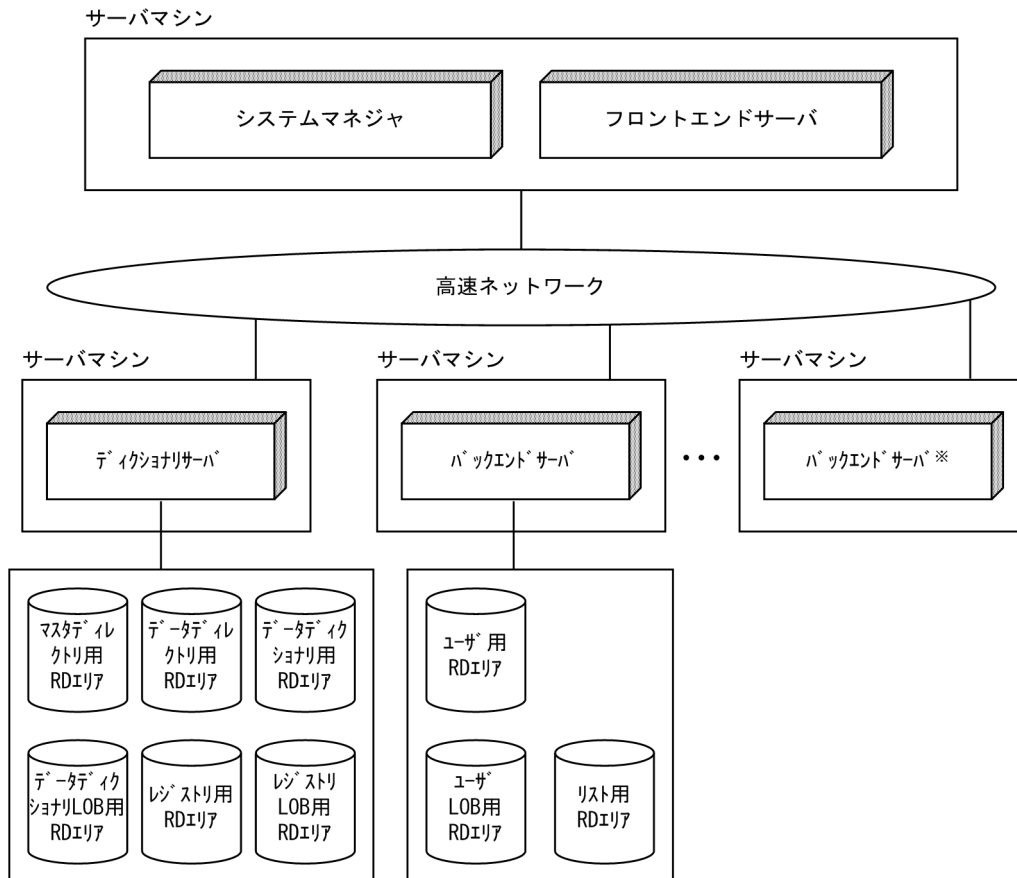 サーバマシン
システムマネジャ
フロントエンドサーバ
高速ネットワーク
サーバマシン
サーバマシン
サーバマシン
ﾃﾞｨｸｼｮﾅﾘｻｰﾊﾞ
ﾊﾞｯｸｴﾝﾄﾞｻｰﾊﾞ
･･･
ﾊﾞｯｸｴﾝﾄﾞｻｰﾊﾞ※
ﾏｽﾀﾃﾞｨﾚ
ｸﾄﾘ用
RDｴﾘｱ
ﾃﾞｰﾀﾃﾞｨﾚ
ｸﾄﾘ用
RDｴﾘｱ
ﾃﾞｰﾀﾃﾞｨｸ
ｼｮﾅﾘ用
RDｴﾘｱ
ﾕｰｻﾞ用
RDｴﾘｱ
ﾃﾞｰﾀﾃﾞｨｸ
ｼｮﾅﾘLOB用
RDｴﾘｱ
ﾚｼﾞｽﾄﾘ用
RDｴﾘｱ
ﾚｼﾞｽﾄﾘ
LOB用
RDｴﾘｱ
ﾕｰｻﾞ
LOB用
RDｴﾘｱ
ﾘｽﾄ用
RDｴﾘｱ